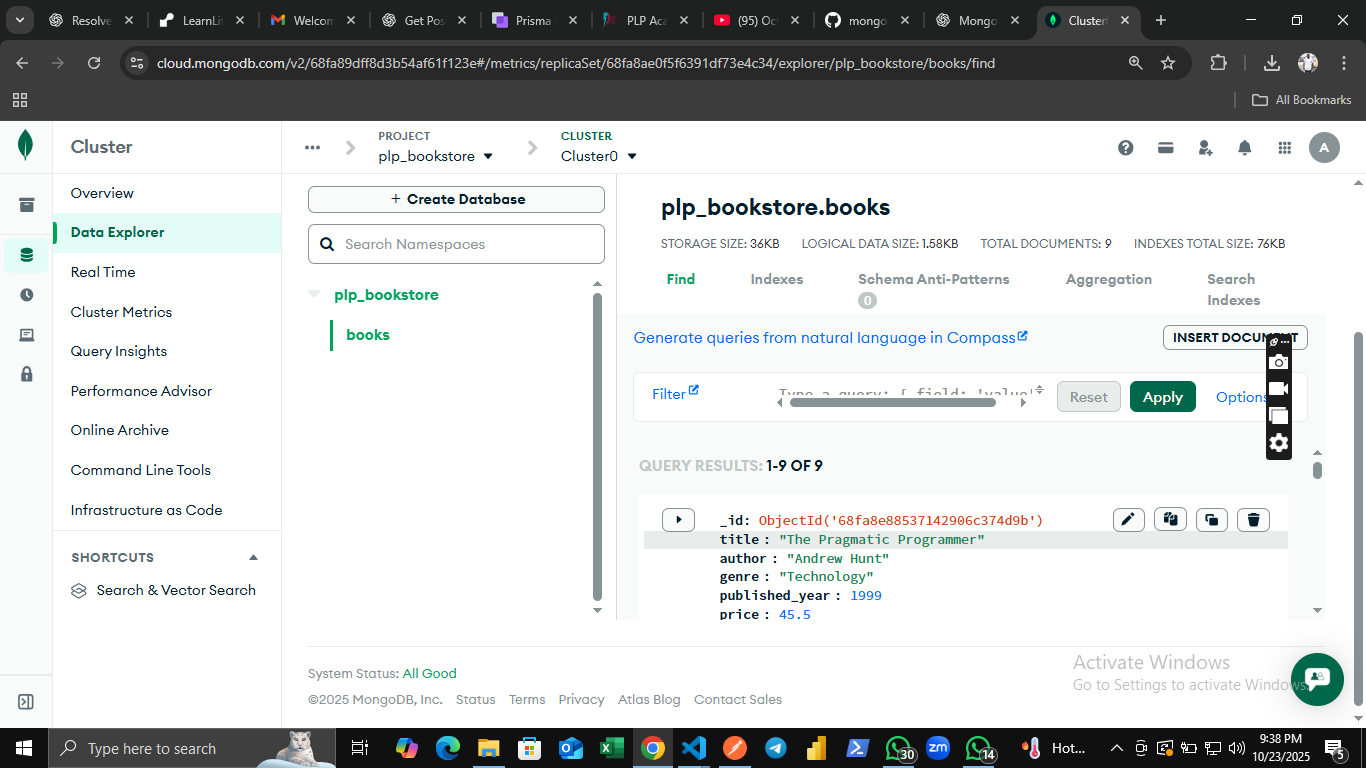 Resolve
LearnLi
Welcom
Get Pos
Prisma
PLP Aca
(95) Oc
mongo
Mongo
Cluster
cloud.mongodb.com/v2/68fa89dff8d3b54af61f123e#/metrics/replicaSet/68fa8ae0f5f6391df73e4c34/explorer/plp_bookstore/books/find
All Bookmarks
Cluster
PROJECT
plp_bookstore
CLUSTER
Cluster0
A
Overview
Data Explorer
Real Time
Cluster Metrics
Query Insights
Performance Advisor
Online Archive
Command Line Tools
Infrastructure as Code
SHORTCUTS
Search & Vector Search
+ Create Database
Search Namespaces
plp_bookstore
books
plp_bookstore.books
STORAGE SIZE: 36KB LOGICAL DATA SIZE: 1.58KB TOTAL DOCUMENTS: 9 INDEXES TOTAL SIZE: 76KB
Find Indexes Schema Anti-Patterns 0 Aggregation Search Indexes
Generate queries from natural language in Compass
INSERT DOCUMENT
Filter
Type a query: { field: 'value'
Reset
Apply
Options
QUERY RESULTS: 1-9 OF 9
_id: ObjectId('68fa8e88537142906c374d9b')
title : "The Pragmatic Programmer"
author : "Andrew Hunt"
genre : "Technology"
published_year : 1999
price : 45.5
System Status: All Good
©2025 MongoDB, Inc. Status Terms Privacy Atlas Blog Contact Sales
Activate Windows
Go to Settings to activate Windows.
Type here to search
30
zm
14
Hot...
9:38 PM
10/23/2025
5